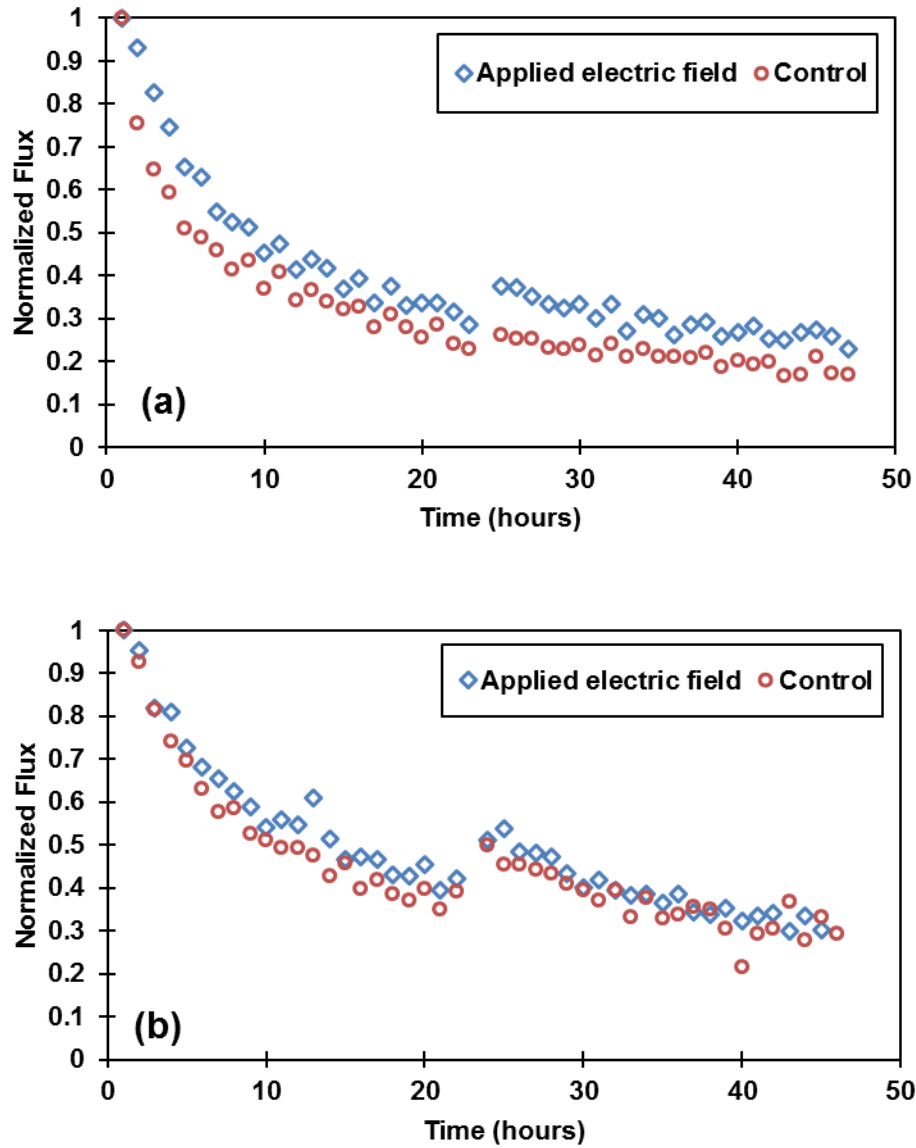 1
0.9
0.8
0.7
0.6
0.5
0.4
0.3
0.2
0.1
0
Normalized Flux
Applied electric field Control
(a)
0 10 20 30 40 50
Time (hours)
1
0.9
0.8
0.7
0.6
0.5
0.4
0.3
0.2
0.1
0
Normalized Flux
Applied electric field Control
(b)
0 10 20 30 40 50
Time (hours)